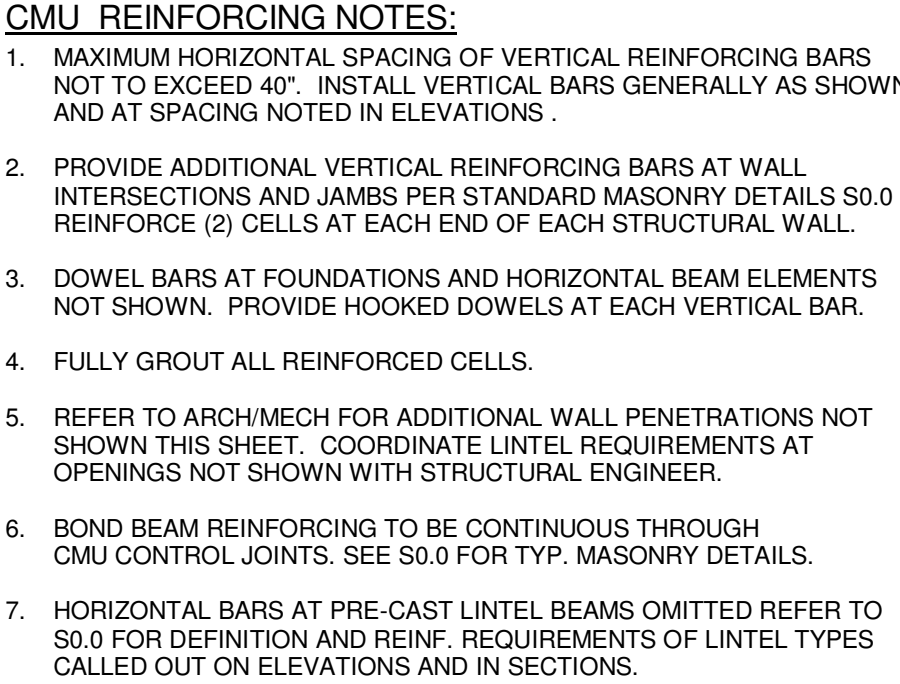 CMU REINFORCING NOTES:
1. MAXIMUM HORIZONTAL SPACING OF VERTICAL REINFORCING BARS
NOT TO EXCEED 40". INSTALL VERTICAL BARS GENERALLY AS SHOWN
AND AT SPACING NOTED IN ELEVATIONS .
2. PROVIDE ADDITIONAL VERTICAL REINFORCING BARS AT WALL
INTERSECTIONS AND JAMBS PER STANDARD MASONRY DETAILS S0.0
REINFORCE (2) CELLS AT EACH END OF EACH STRUCTURAL WALL.
3. DOWEL BARS AT FOUNDATIONS AND HORIZONTAL BEAM ELEMENTS
NOT SHOWN. PROVIDE HOOKED DOWELS AT EACH VERTICAL BAR.
4. FULLY GROUT ALL REINFORCED CELLS.
5. REFER TO ARCH/MECH FOR ADDITIONAL WALL PENETRATIONS NOT
SHOWN THIS SHEET. COORDINATE LINTEL REQUIREMENTS AT
OPENINGS NOT SHOWN WITH STRUCTURAL ENGINEER.
6. BOND BEAM REINFORCING TO BE CONTINUOUS THROUGH
CMU CONTROL JOINTS. SEE S0.0 FOR TYP. MASONRY DETAILS.
7. HORIZONTAL BARS AT PRE-CAST LINTEL BEAMS OMITTED REFER TO
S0.0 FOR DEFINITION AND REINF. REQUIREMENTS OF LINTEL TYPES
CALLED OUT ON ELEVATIONS AND IN SECTIONS.